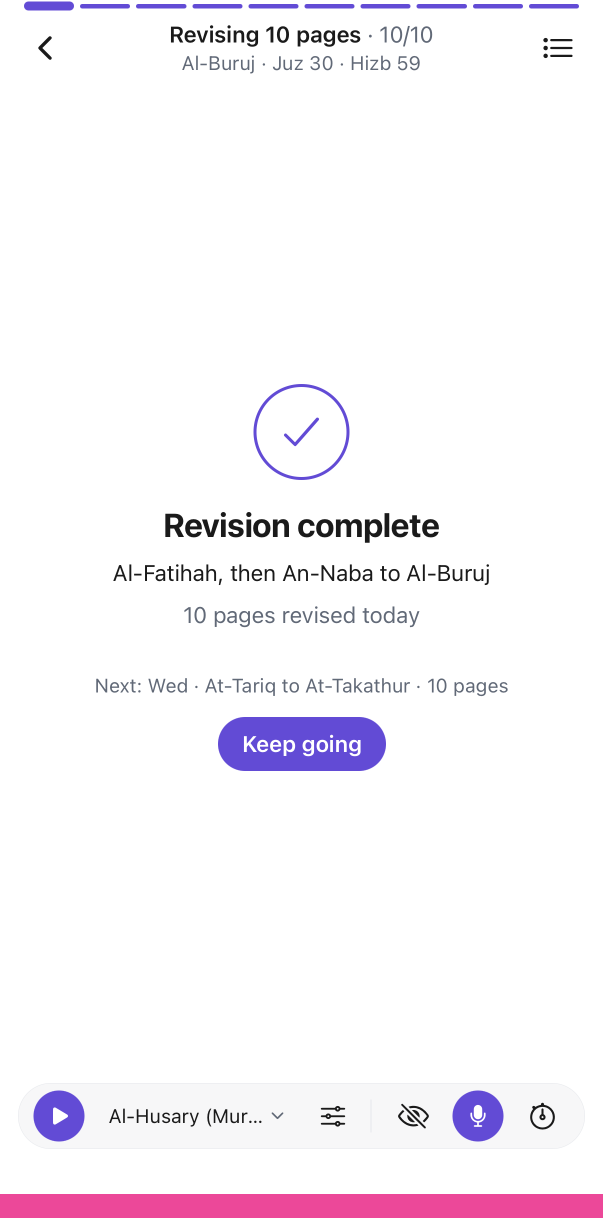 Revising 10 pages · 10/10
Al-Buruj · Juz 30 · Hizb 59
Revision complete
Al-Fatihah, then An-Naba to Al-Buruj
10 pages revised today
Next: Wed · At-Tariq to At-Takathur · 10 pages
Keep going
Al-Husary (Mur...